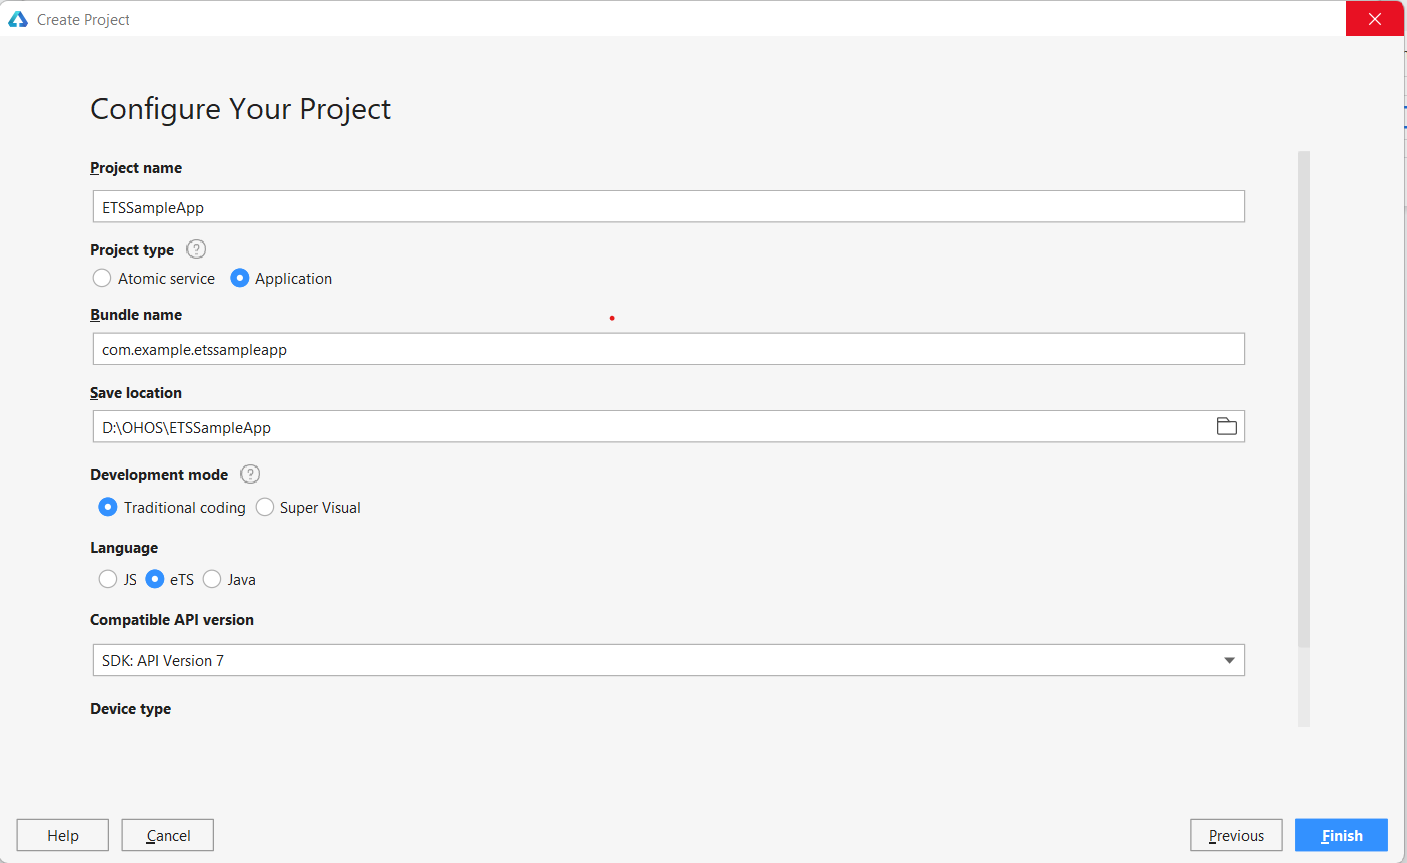 Create Project
Configure Your Project
Project name
ETSSampleApp
Project type ?
Atomic service Application
Bundle name
com.example.etssampleapp
Save location
D:\OHOS\ETSSampleApp
Development mode ?
Traditional coding Super Visual
Language
JS eTS Java
Compatible API version
SDK: API Version 7
Device type
Help Cancel Previous Finish